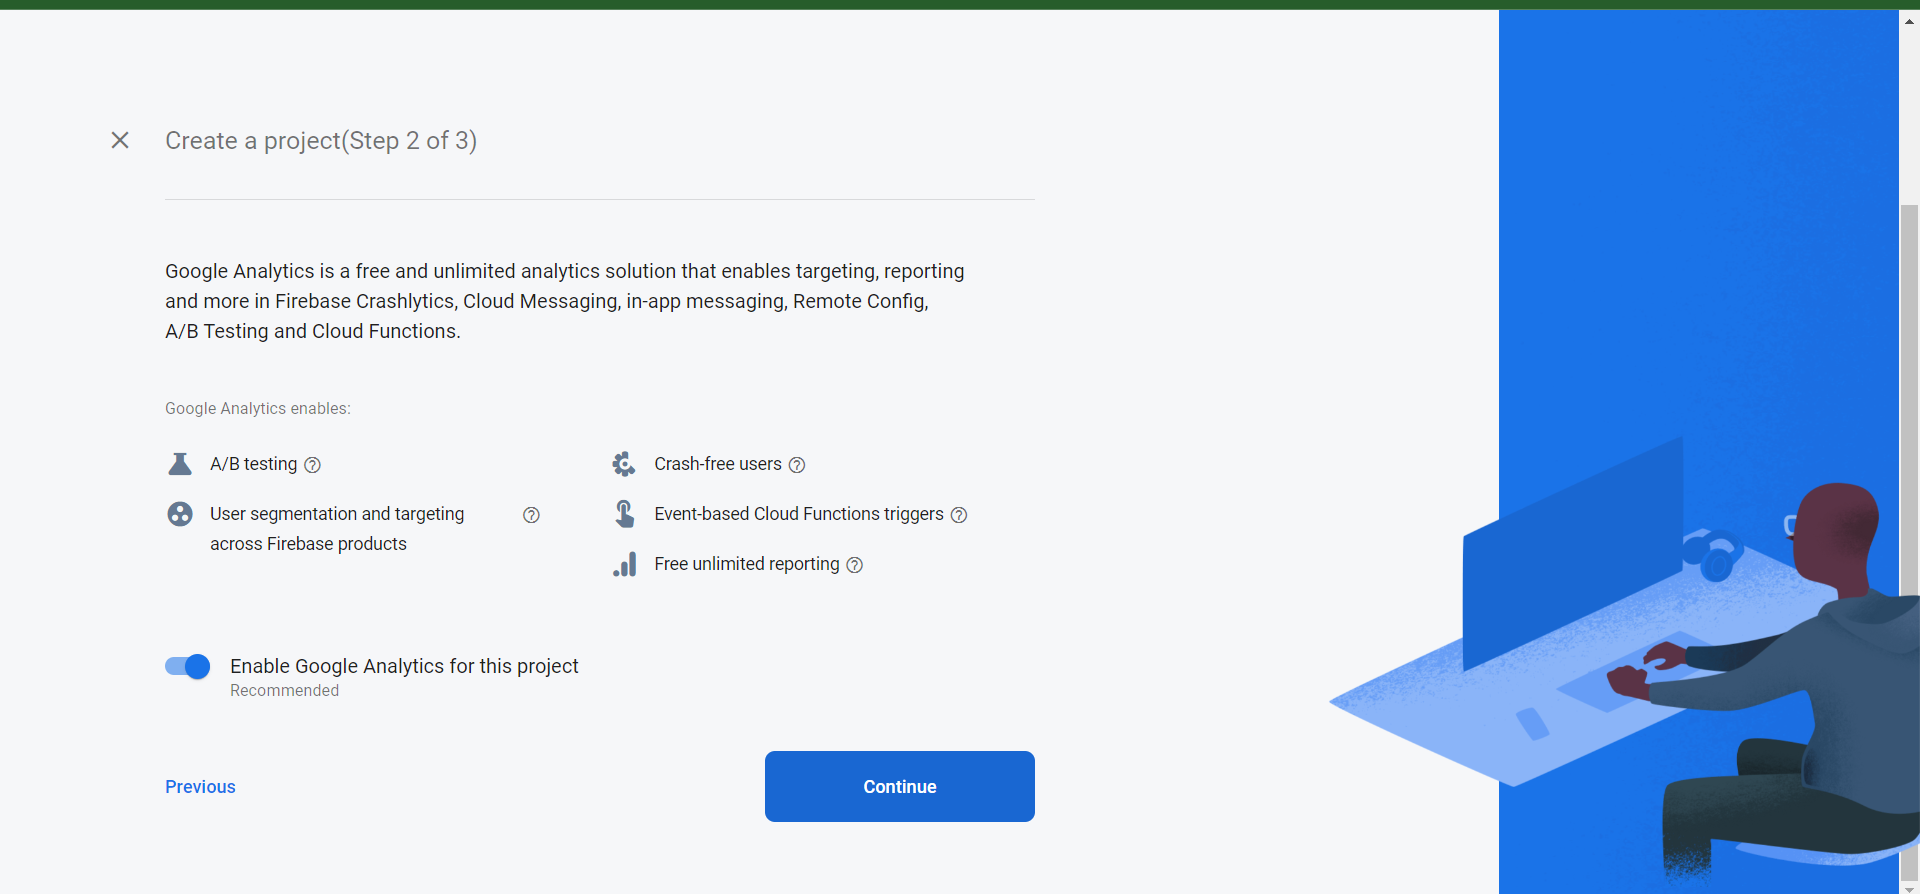 Create a project(Step 2 of 3)
Google Analytics is a free and unlimited analytics solution that enables targeting, reporting
and more in Firebase Crashlytics, Cloud Messaging, in-app messaging, Remote Config,
A/B Testing and Cloud Functions.
Google Analytics enables:
A/B testing
User segmentation and targeting
across Firebase products
Crash-free users
Event-based Cloud Functions triggers
Free unlimited reporting
Enable Google Analytics for this project
Recommended
Previous
Continue